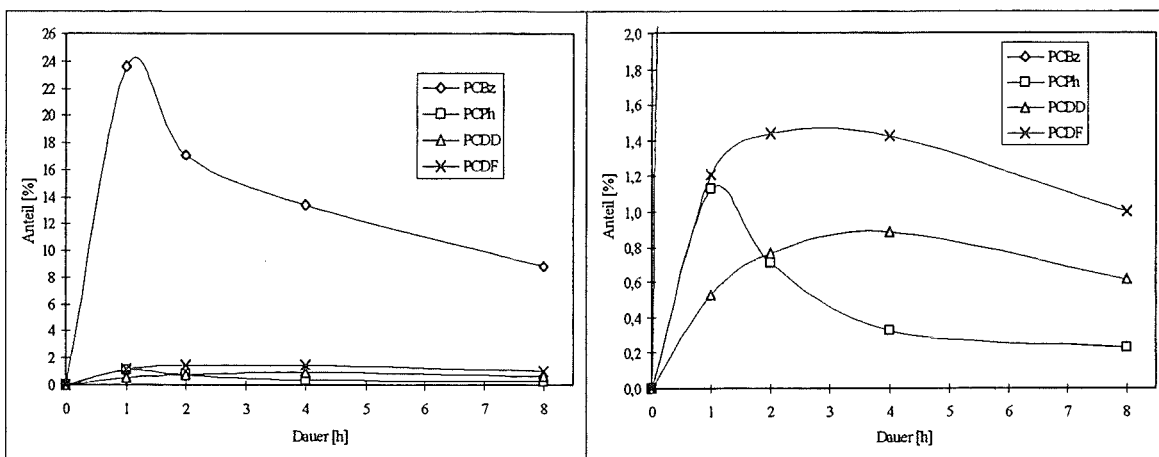 26
24
22
20
18
16
14
12
10
8
6
4
2
0
Anteil [%]
0 1 2 3 4 5 6 7 8
Dauer [h]
PCBz
PCPh
PCDD
PCDF
2,0
1,8
1,6
1,4
1,2
1,0
0,8
0,6
0,4
0,2
0,0
Anteil [%]
0 1 2 3 4 5 6 7 8
Dauer [h]
PCBz
PCPh
PCDD
PCDF